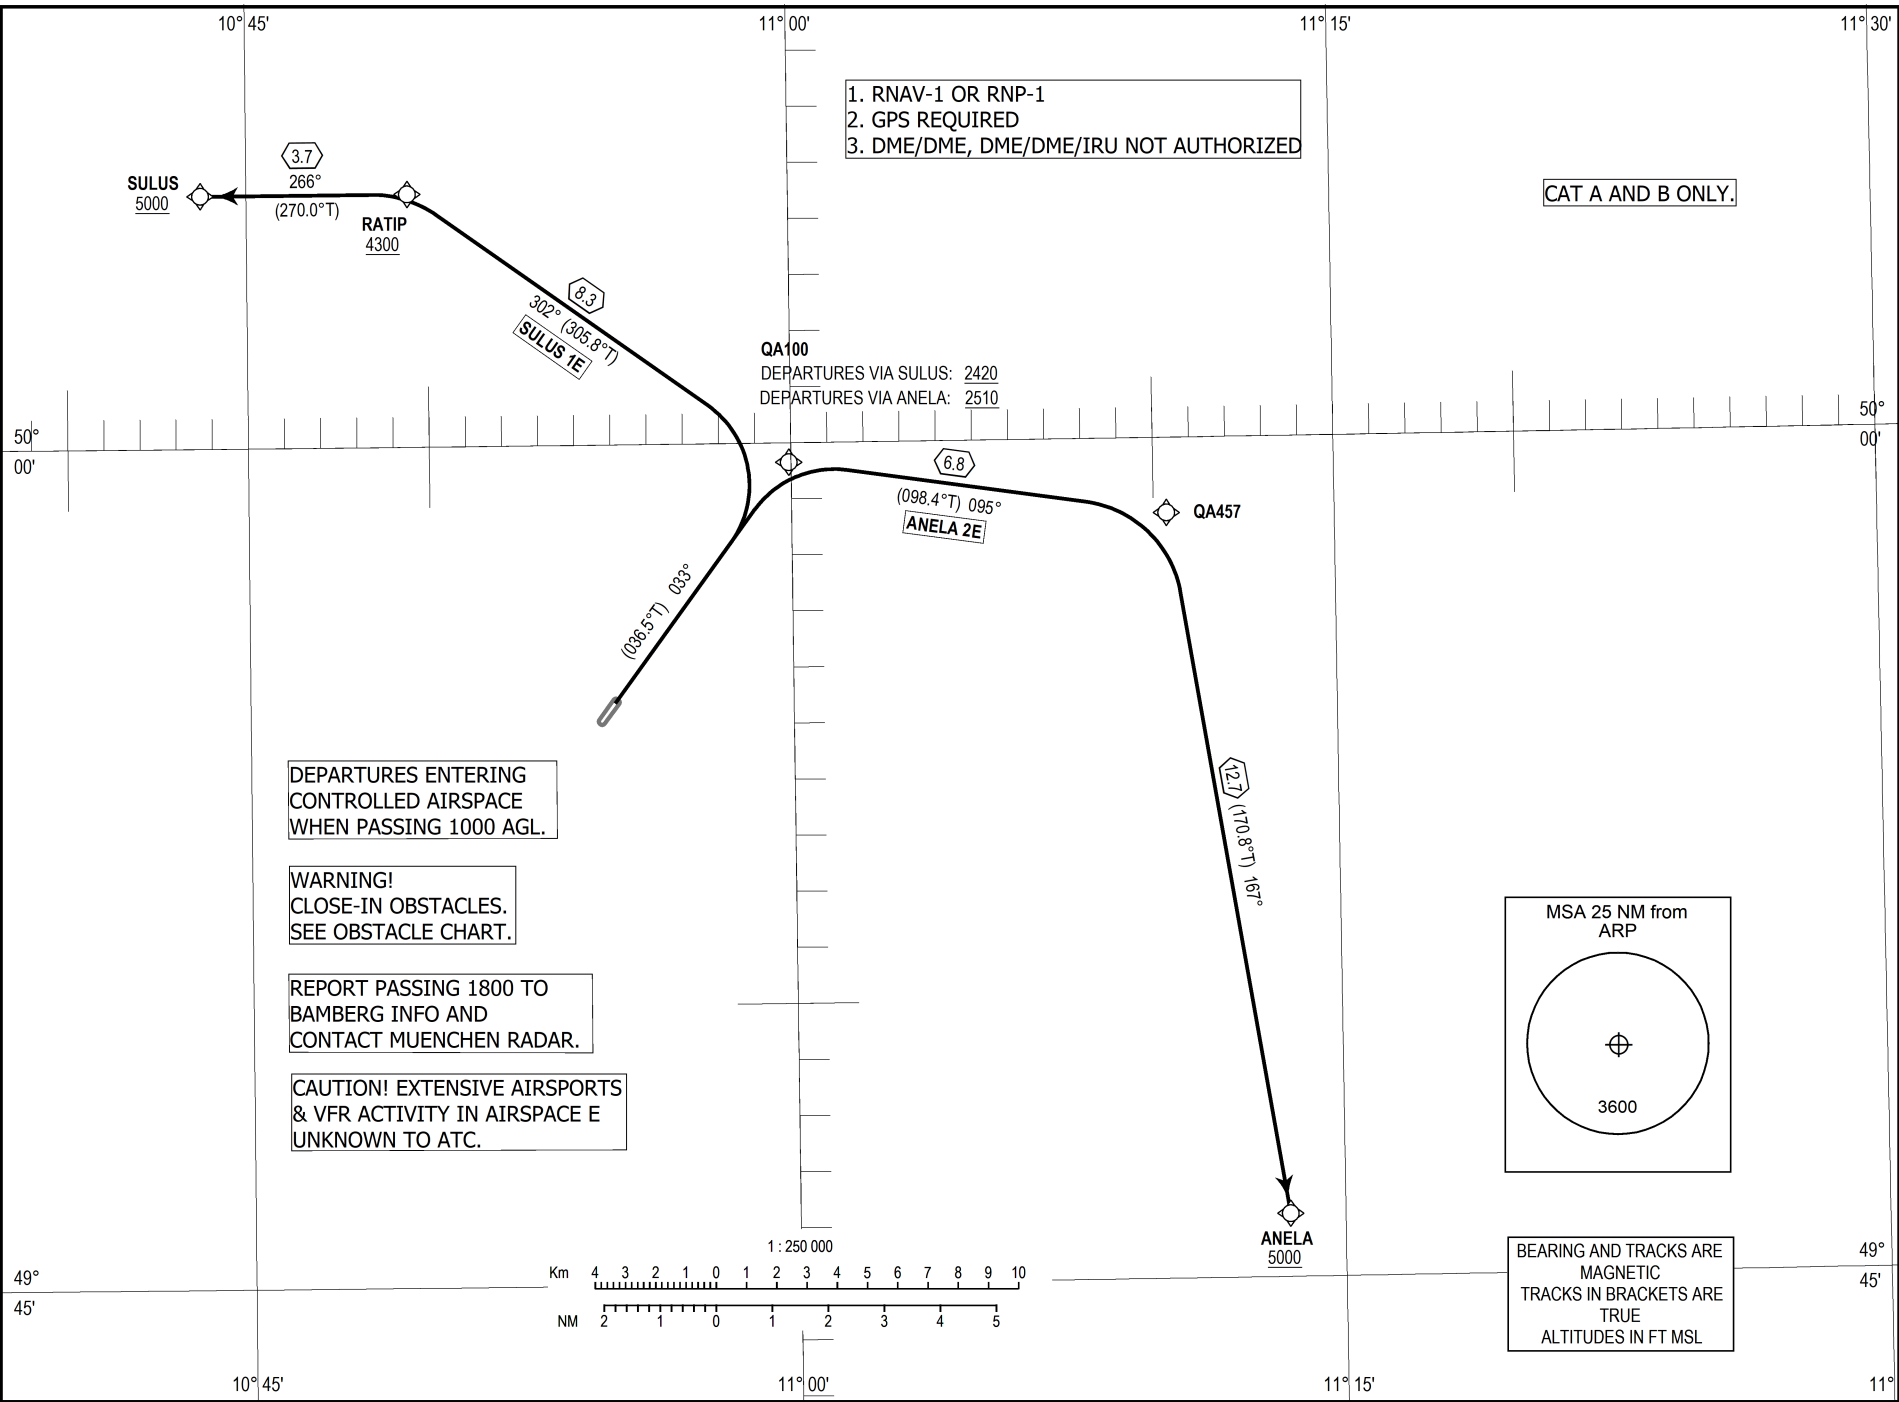 10° 45'
11° 00'
11° 15'
11° 30'
1. RNAV-1 OR RNP-1
2. GPS REQUIRED
3. DME/DME, DME/DME/IRU NOT AUTHORIZED
CAT A AND B ONLY.
3.7
266°
(270.0°T)
SULUS
5000
RATIP
4300
8.3
302° (305.8°T)
SULUS 1E
QA100
DEPARTURES VIA SULUS: 2420
DEPARTURES VIA ANELA: 2510
50°
00'
50°
00'
6.8
(098.4°T) 095°
ANELA 2E
QA457
(036.5°T) 033°
12.7 (170.8°T) 167°
DEPARTURES ENTERING
CONTROLLED AIRSPACE
WHEN PASSING 1000 AGL.
WARNING!
CLOSE-IN OBSTACLES.
SEE OBSTACLE CHART.
REPORT PASSING 1800 TO
BAMBERG INFO AND
CONTACT MUENCHEN RADAR.
CAUTION! EXTENSIVE AIRSPORTS
& VFR ACTIVITY IN AIRSPACE E
UNKNOWN TO ATC.
MSA 25 NM from
ARP
3600
ANELA
5000
1 : 250 000
Km 4 3 2 1 0 1 2 3 4 5 6 7 8 9 10
NM 2 1 0 1 2 3 4 5
BEARING AND TRACKS ARE
MAGNETIC
TRACKS IN BRACKETS ARE
TRUE
ALTITUDES IN FT MSL
49°
45'
49°
45'
10° 45'
11° 00'
11° 15'
11°